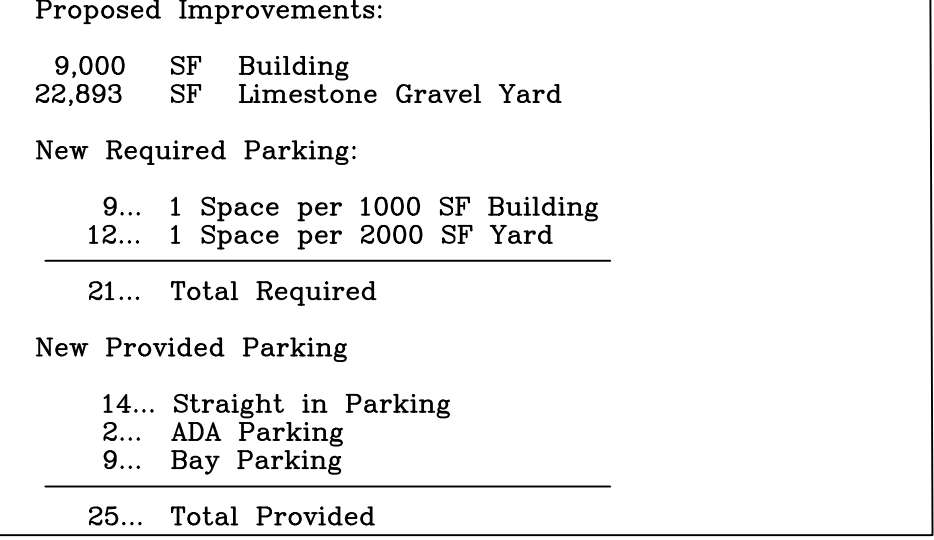 Proposed Improvements:
9,000 SF Building
22,893 SF Limestone Gravel Yard
New Required Parking:
9... 1 Space per 1000 SF Building
12... 1 Space per 2000 SF Yard
21... Total Required
New Provided Parking
14... Straight in Parking
2... ADA Parking
9... Bay Parking
25... Total Provided